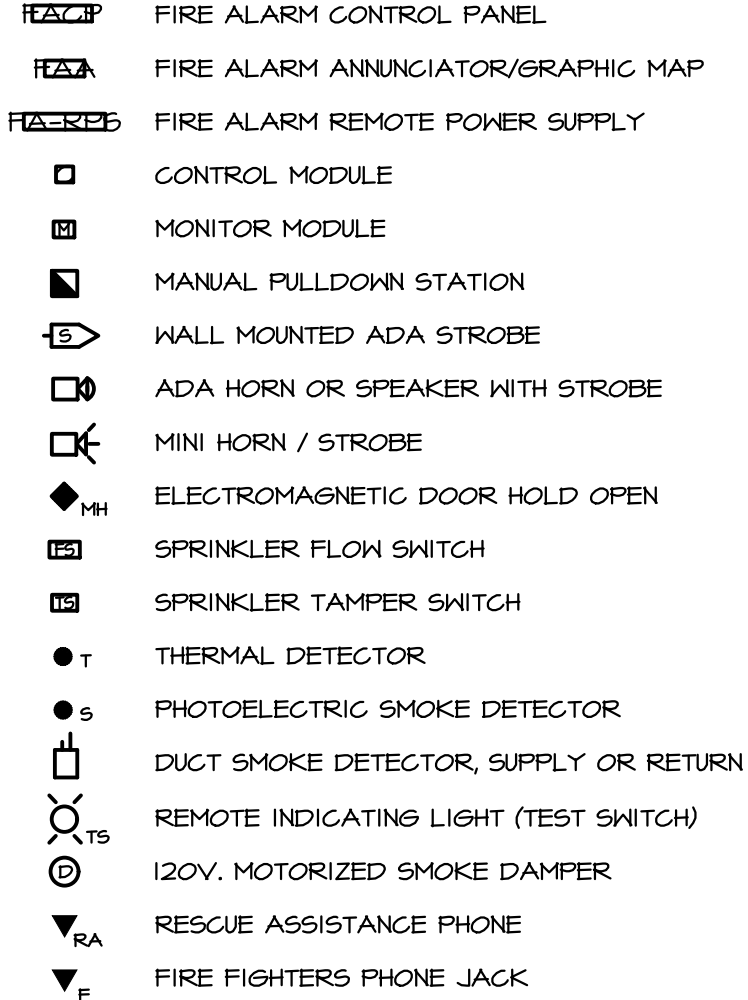 FACP FIRE ALARM CONTROL PANEL
FAA FIRE ALARM ANNUNCIATOR/GRAPHIC MAP
FA-RPS FIRE ALARM REMOTE POWER SUPPLY
CONTROL MODULE
M MONITOR MODULE
MANUAL PULLDOWN STATION
S WALL MOUNTED ADA STROBE
ADA HORN OR SPEAKER WITH STROBE
MINI HORN / STROBE
MH ELECTROMAGNETIC DOOR HOLD OPEN
FS SPRINKLER FLOW SWITCH
TS SPRINKLER TAMPER SWITCH
T THERMAL DETECTOR
S PHOTOELECTRIC SMOKE DETECTOR
DUCT SMOKE DETECTOR, SUPPLY OR RETURN
TS REMOTE INDICATING LIGHT (TEST SWITCH)
D 120V. MOTORIZED SMOKE DAMPER
RA RESCUE ASSISTANCE PHONE
F FIRE FIGHTERS PHONE JACK